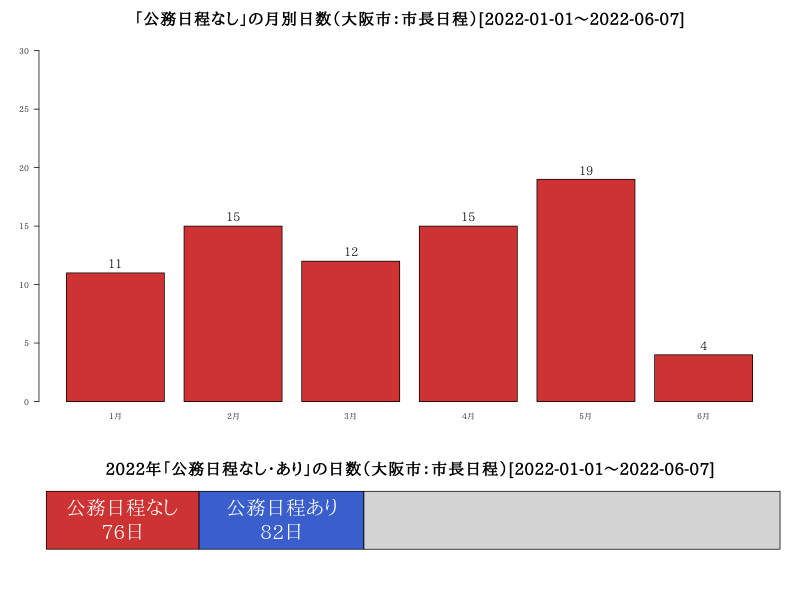 「公務日程なし」の月別日数（大阪市：市長日程）[2022-01-01～2022-06-07]
30
25
20
15
10
5
0
11
15
12
15
19
4
1月
2月
3月
4月
5月
6月
2022年「公務日程なし・あり」の日数（大阪市：市長日程）[2022-01-01～2022-06-07]
公務日程なし
76日
公務日程あり
82日